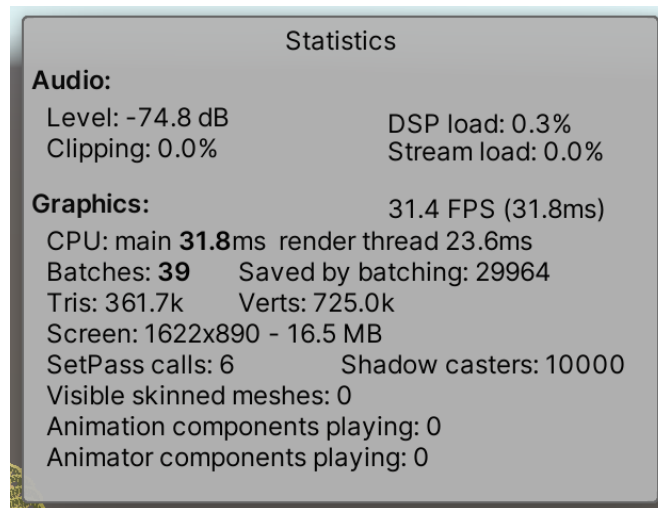 Statistics
Audio:
Level: -74.8 dB DSP load: 0.3%
Clipping: 0.0% Stream load: 0.0%
Graphics: 31.4 FPS (31.8ms)
CPU: main 31.8ms render thread 23.6ms
Batches: 39 Saved by batching: 29964
Tris: 361.7k Verts: 725.0k
Screen: 1622x890 - 16.5 MB
SetPass calls: 6 Shadow casters: 10000
Visible skinned meshes: 0
Animation components playing: 0
Animator components playing: 0